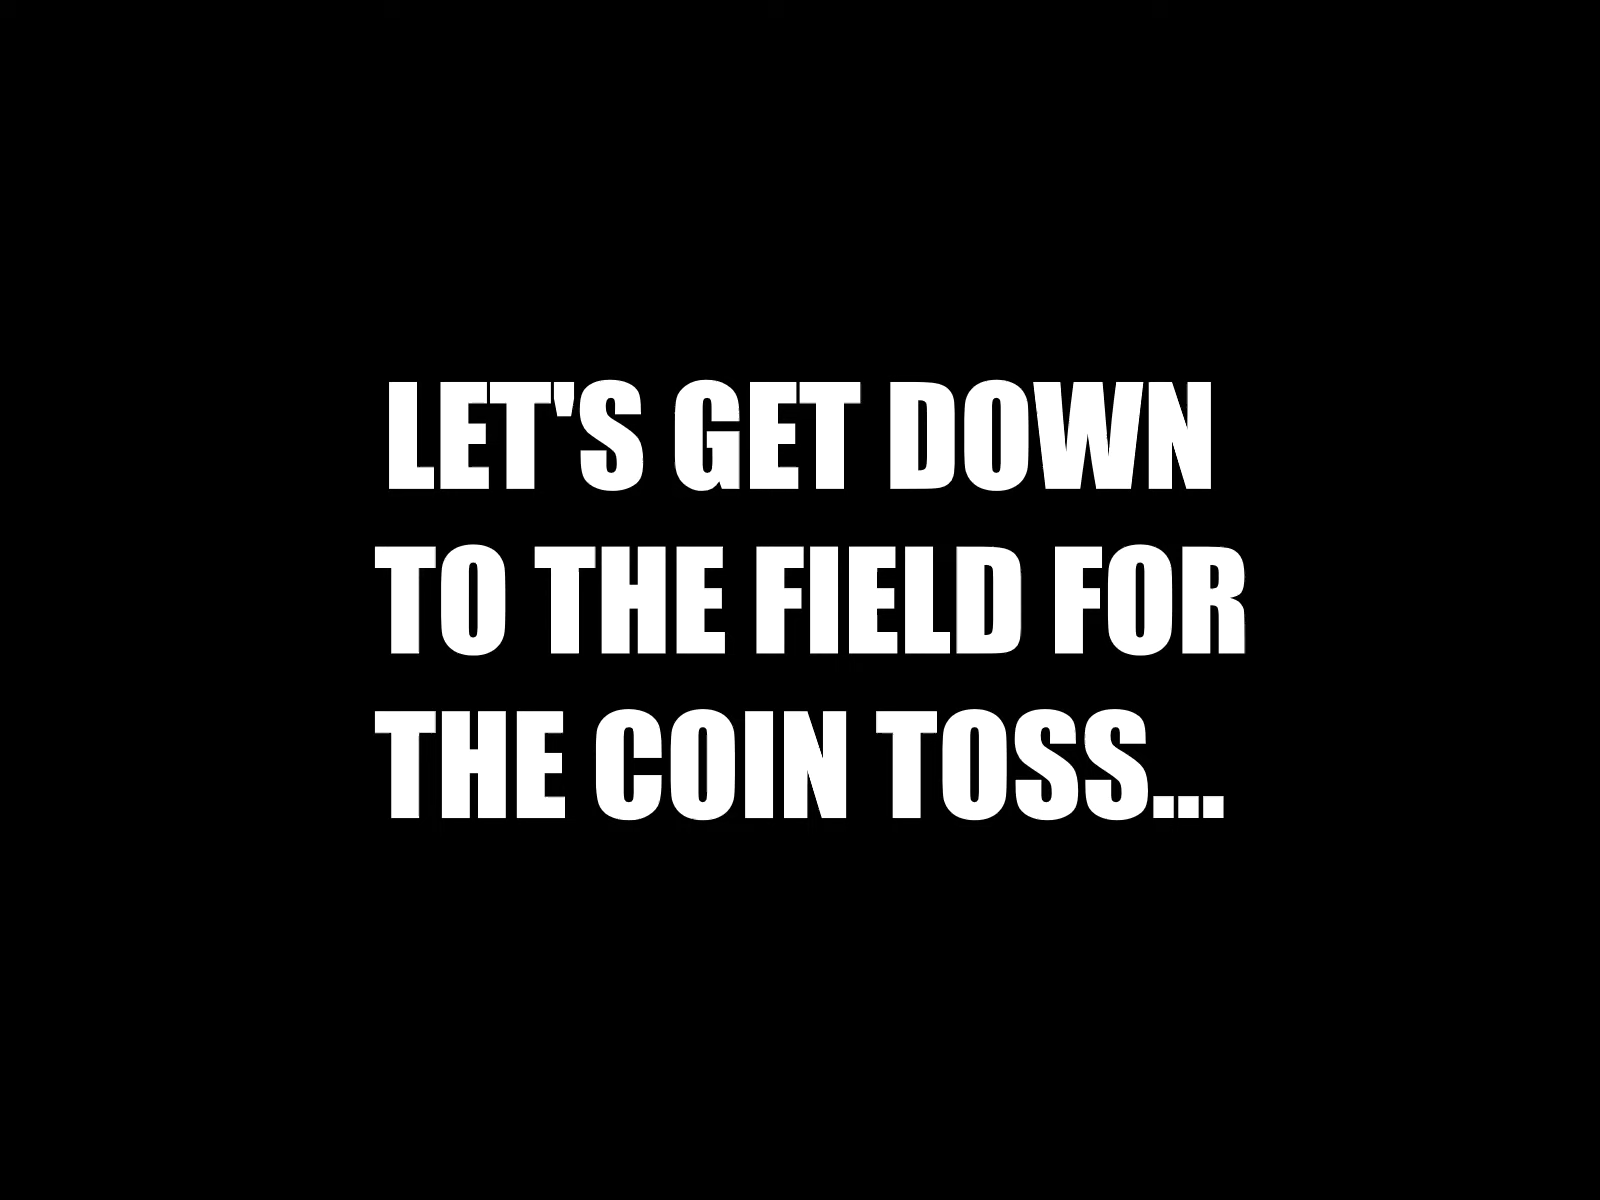 LET'S GET DOWN
TO THE FIELD FOR
THE COIN TOSS...